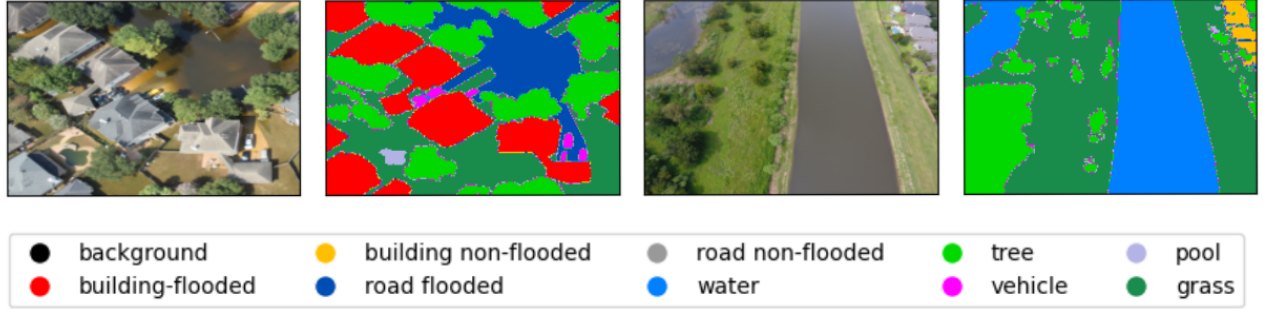 background building non-flooded road non-flooded tree pool
building-flooded road flooded water vehicle grass